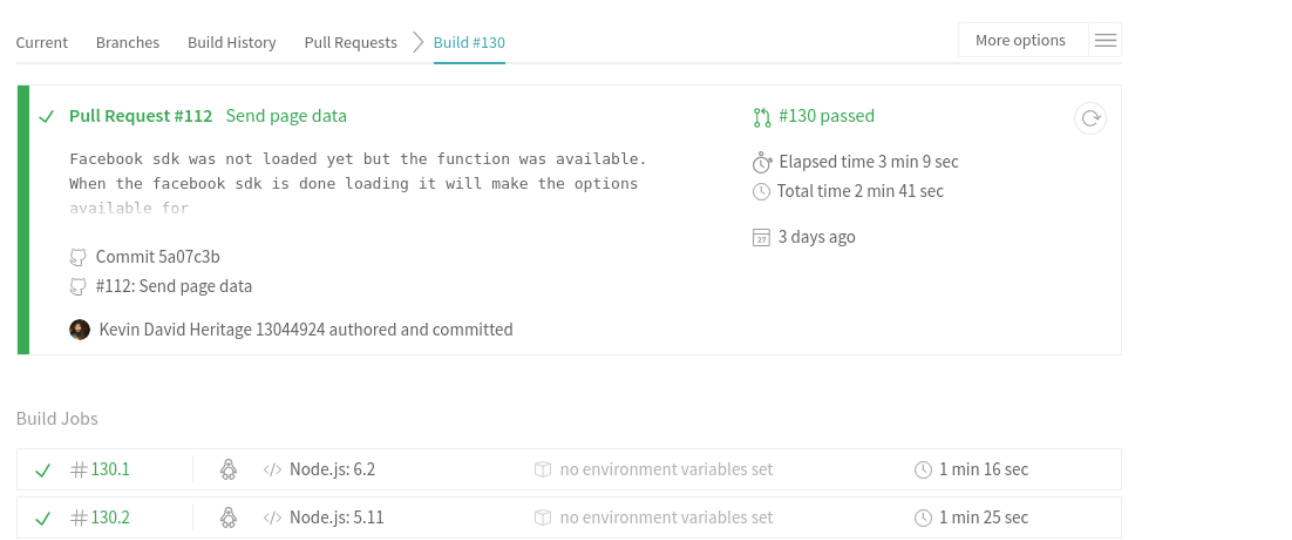 Current Branches Build History Pull Requests Build #130 More options
Pull Request #112 Send page data #130 passed
Facebook sdk was not loaded yet but the function was available.
Elapsed time 3 min 9 sec
When the facebook sdk is done loading it will make the options
Total time 2 min 41 sec
available for
27 3 days ago
Commit 5a07c3b
#112: Send page data
Kevin David Heritage 13044924 authored and committed
Build Jobs
# 130.1 </> Node.js: 6.2 no environment variables set 1 min 16 sec
# 130.2 </> Node.js: 5.11 no environment variables set 1 min 25 sec